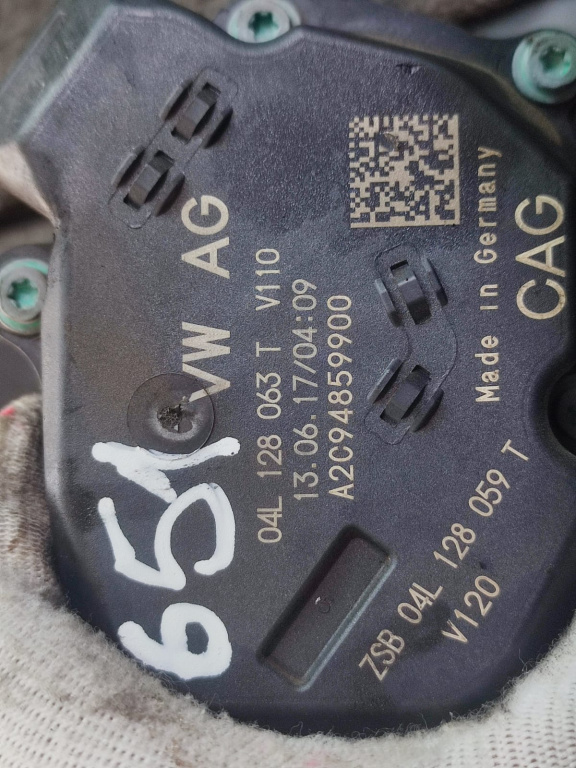 VW AG
04L 128 063 T V110
13.06.17/04:09
A2C94859900
Made in Germany
CAG
ZSB 04L 128 059 T
V120
651